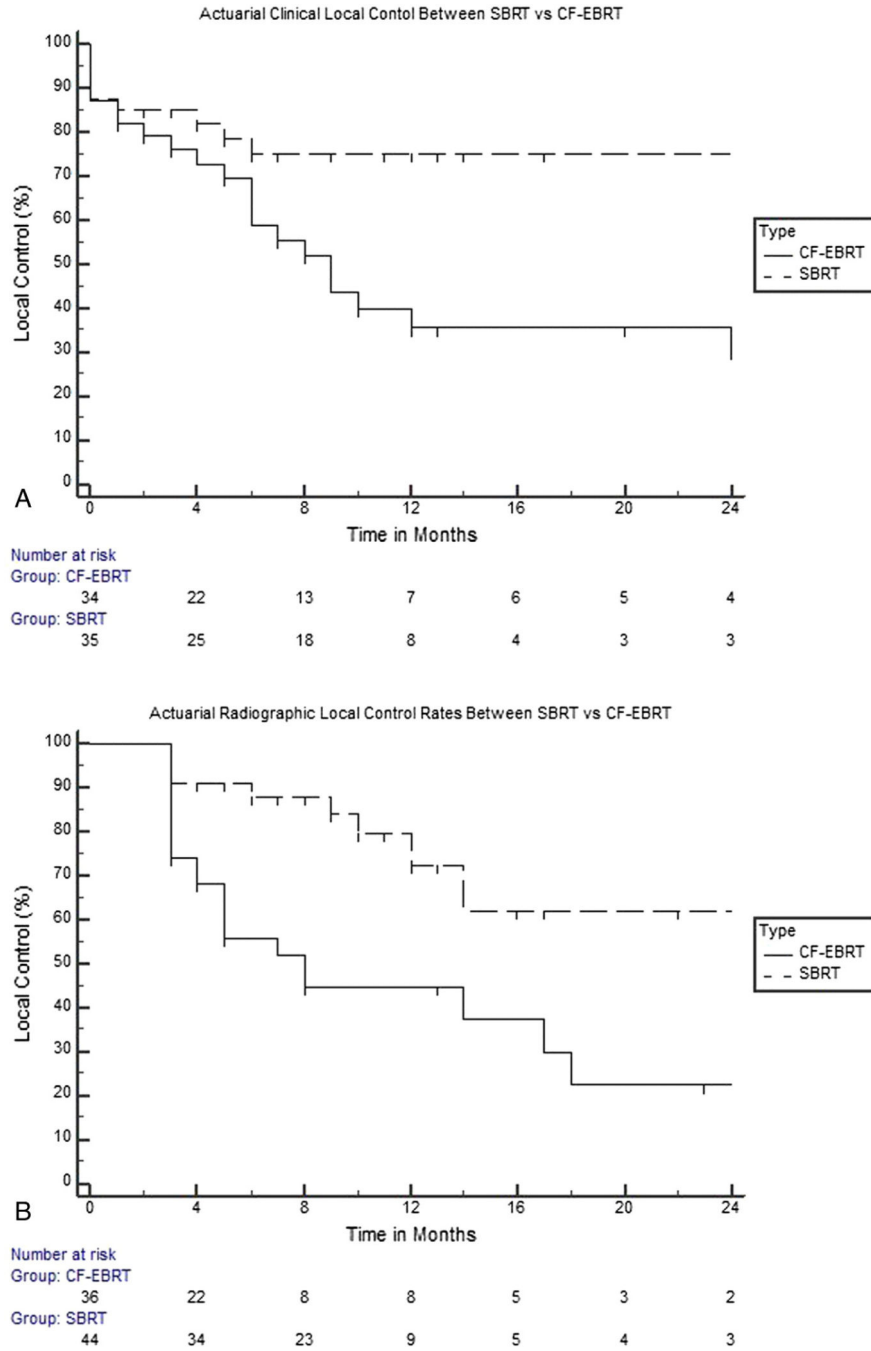 Actuarial Clinical Local Contol Between SBRT vs CF-EBRT
100
90
80
70
60
50
40
30
20
10
0
Local Control (%)
A
0 4 8 12 16 20 24
Time in Months
Type
CF-EBRT
SBRT
Number at risk
Group: CF-EBRT
34 22 13 7 6 5 4
Group: SBRT
35 25 18 8 4 3 3
Actuarial Radiographic Local Control Rates Between SBRT vs CF-EBRT
100
90
80
70
60
50
40
30
20
10
0
Local Control (%)
B
0 4 8 12 16 20 24
Time in Months
Type
CF-EBRT
SBRT
Number at risk
Group: CF-EBRT
36 22 8 8 5 3 2
Group: SBRT
44 34 23 9 5 4 3